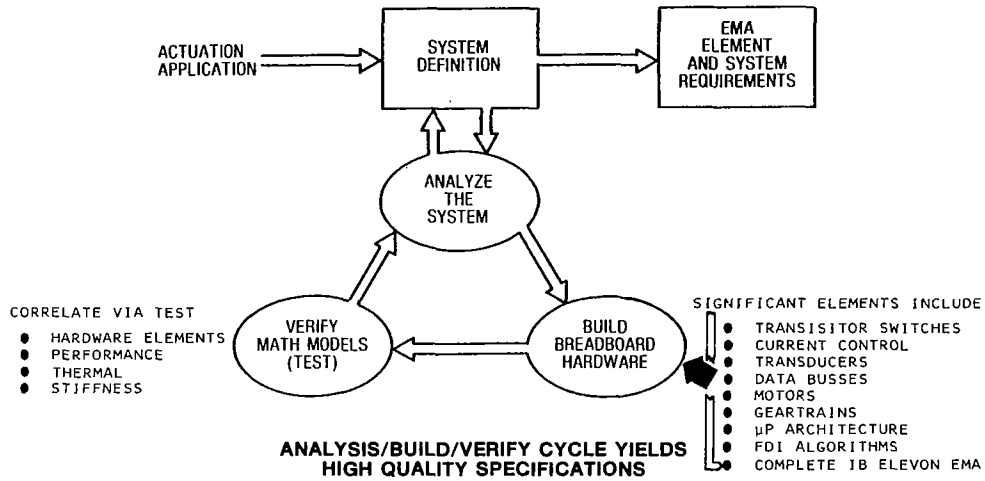 ACTUATION
APPLICATION
SYSTEM
DEFINITION
EMA
ELEMENT
AND SYSTEM
REQUIREMENTS
ANALYZE
THE
SYSTEM
CORRELATE VIA TEST
● HARDWARE ELEMENTS
● PERFORMANCE
● THERMAL
● STIFFNESS
VERIFY
MATH MODELS
(TEST)
BUILD
BREADBOARD
HARDWARE
SIGNIFICANT ELEMENTS INCLUDE
● TRANSISITOR SWITCHES
● CURRENT CONTROL
● TRANSDUCERS
● DATA BUSSES
● MOTORS
● GEARTRAINS
● µP ARCHITECTURE
● FDI ALGORITHMS
● COMPLETE IB ELEVON EMA
ANALYSIS/BUILD/VERIFY CYCLE YIELDS
HIGH QUALITY SPECIFICATIONS